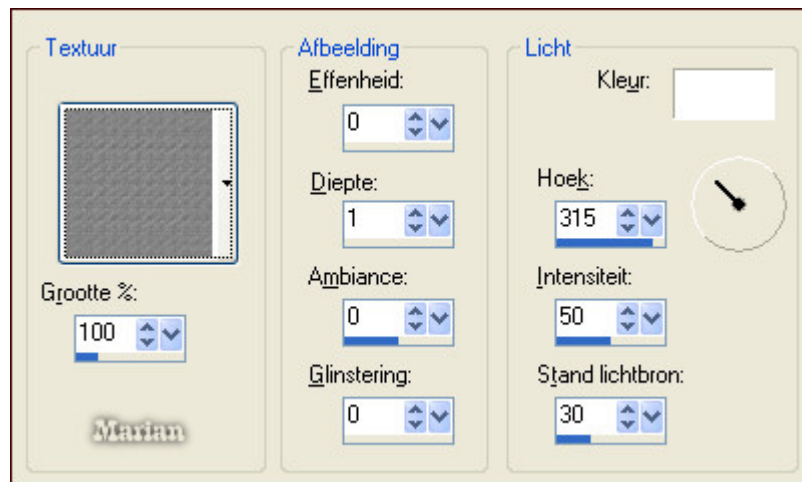 Textuur
Grootte %:
100
Marian
Afbeelding
Effenheid:
0
Diepte:
1
Ambiance:
0
Glinstering:
0
Licht
Kleur:
Hoek:
315
Intensiteit:
50
Stand lichtbron:
30